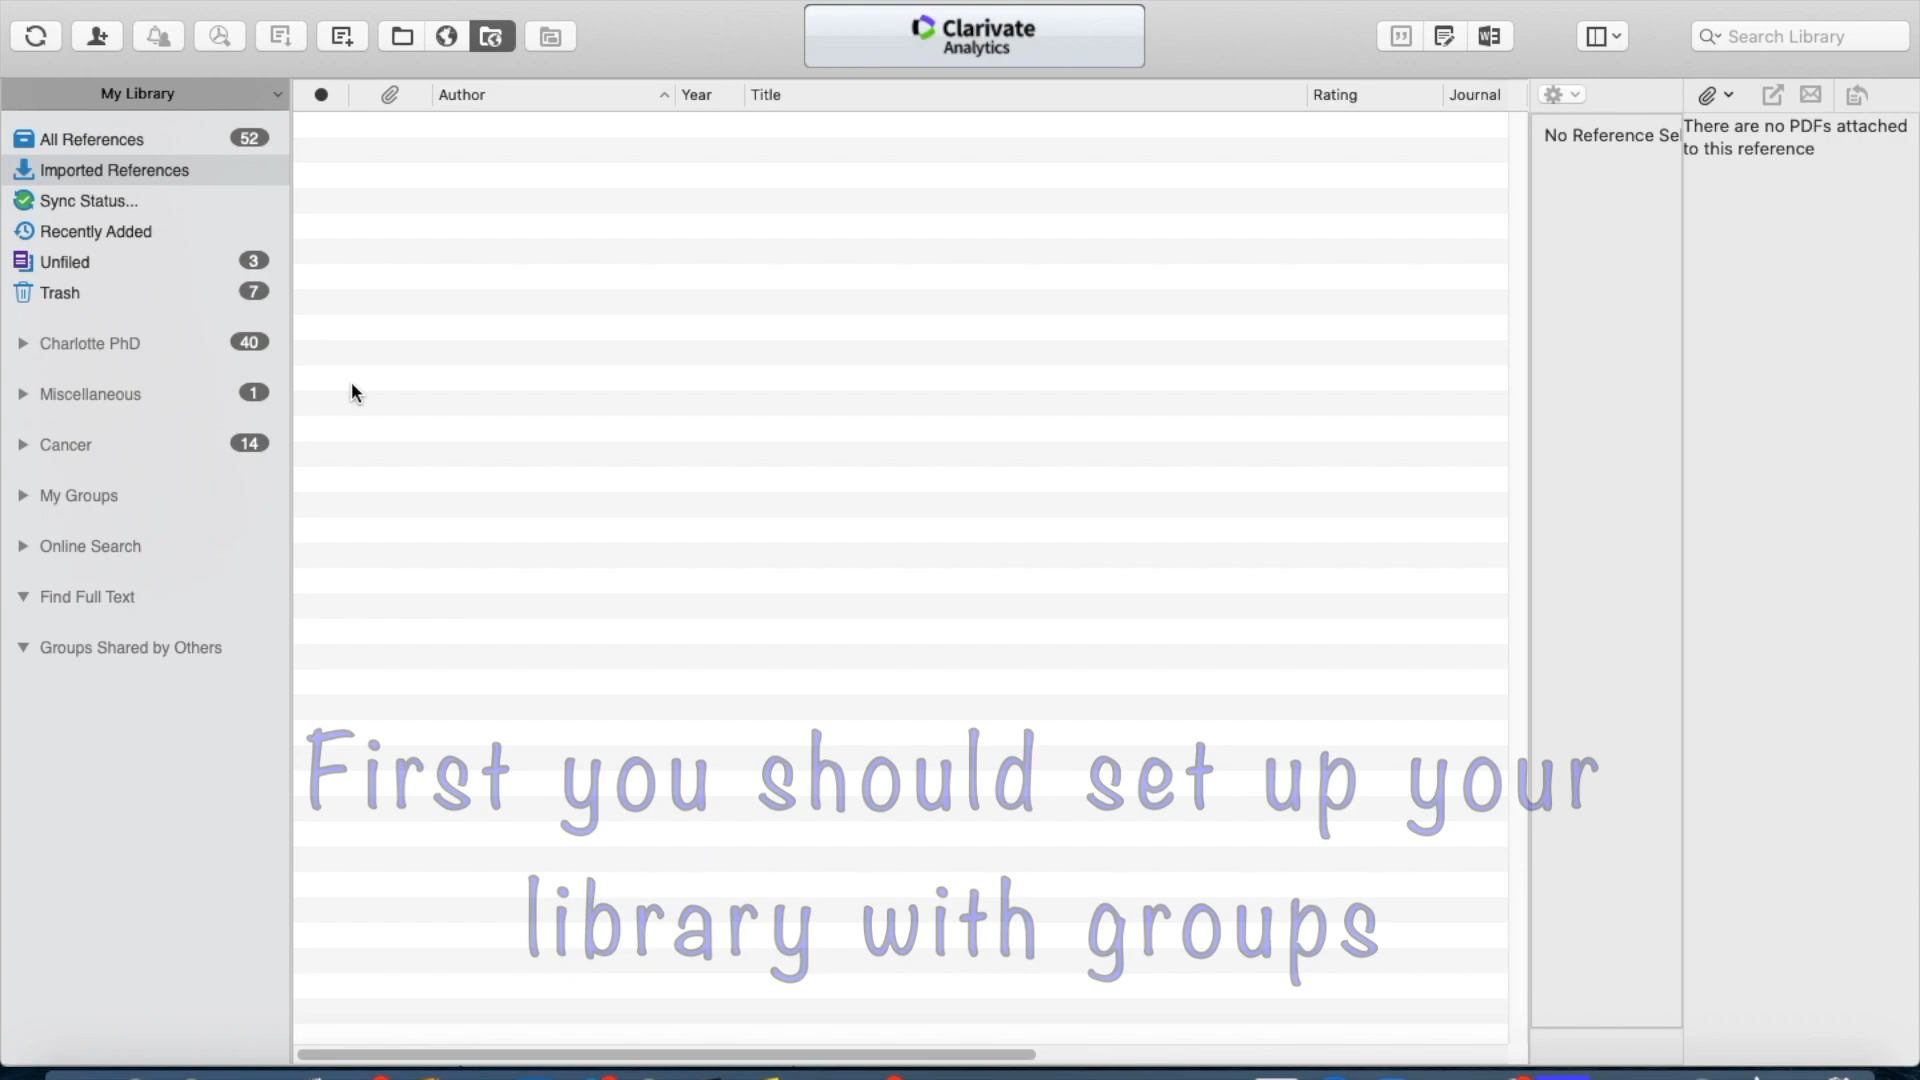 Clarivate
Analytics
Search Library
My Library
Author
Year
Title
Rating
Journal
All References 52
Imported References
Sync Status...
Recently Added
Unfiled 3
Trash 7
Charlotte PhD 40
Miscellaneous 1
Cancer 14
My Groups
Online Search
Find Full Text
Groups Shared by Others
No Reference Sel
There are no PDFs attached
to this reference
First you should set up your
library with groups